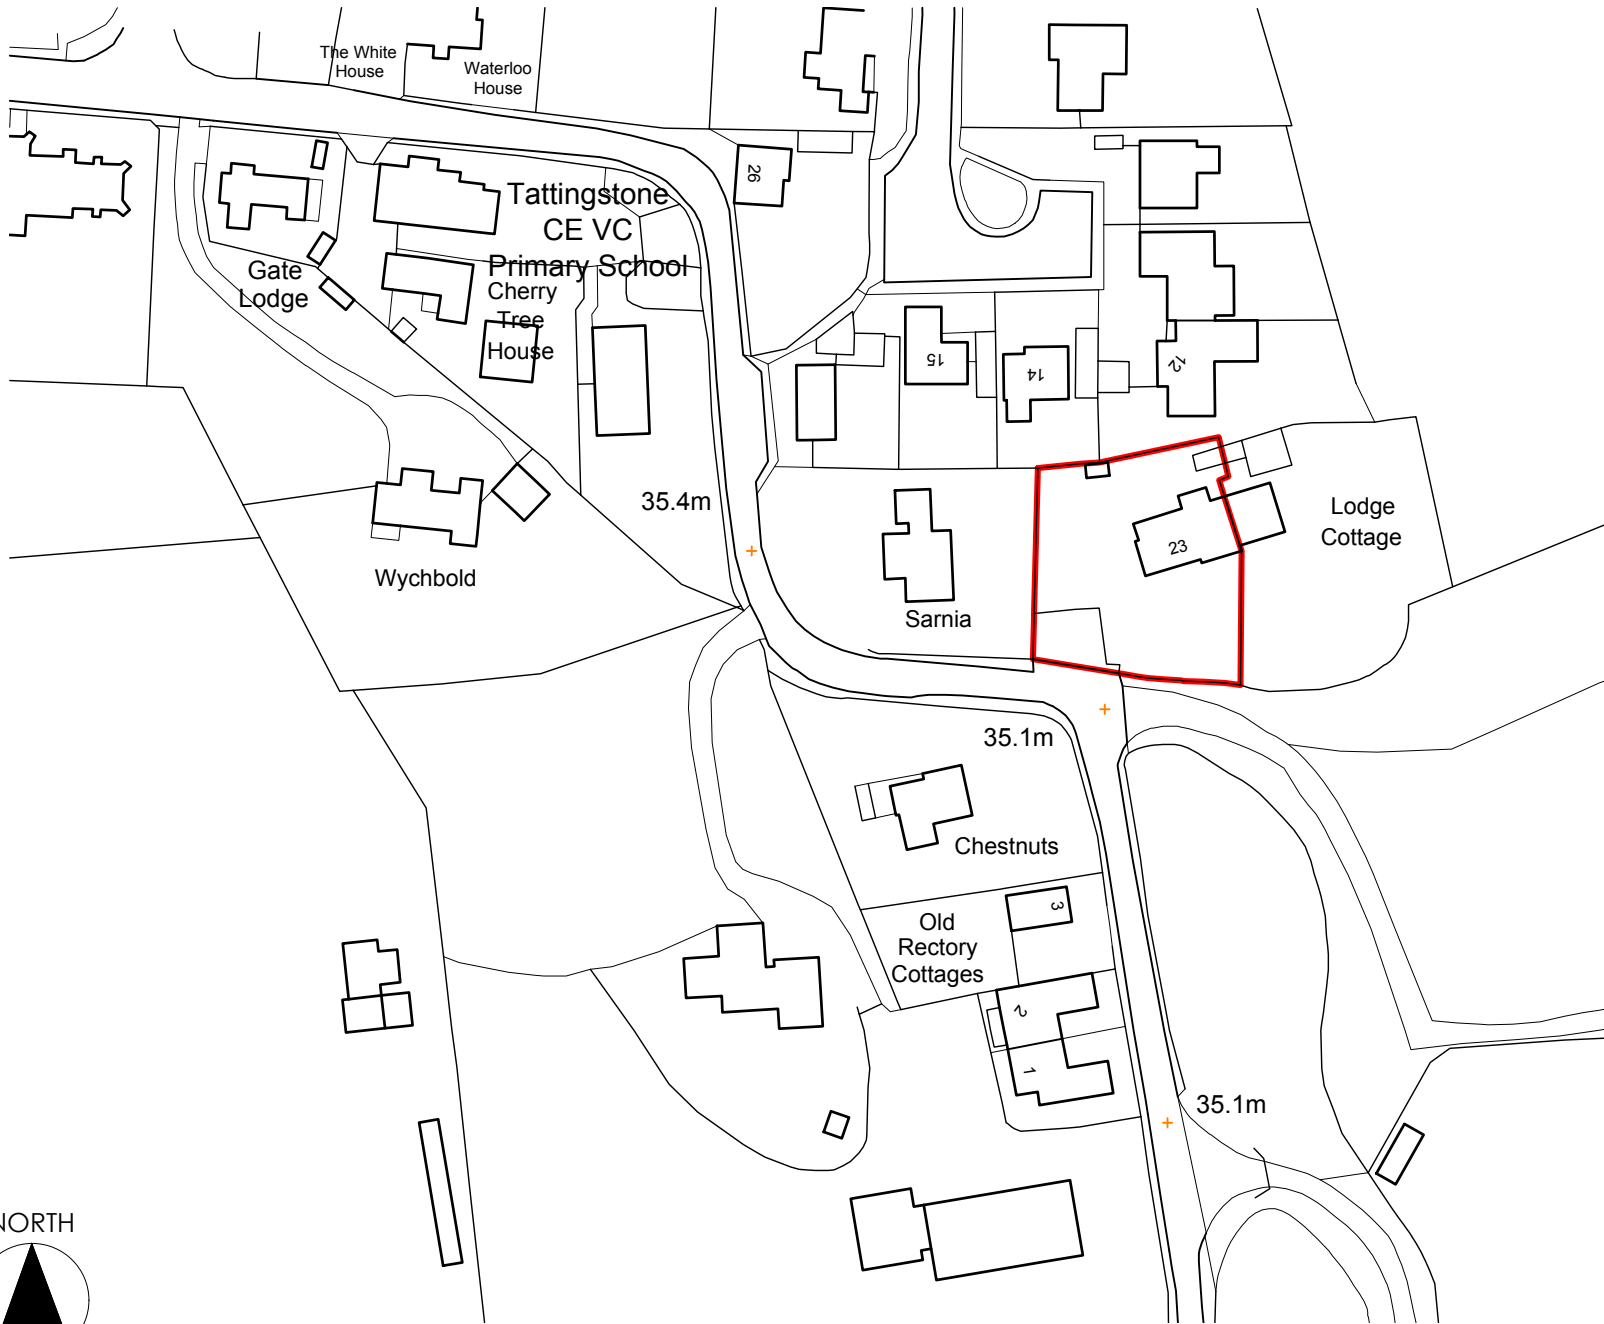 The White
House
Waterloo
House
26
Tattingstone
CE VC
Primary School
Gate
Lodge
Cherry
Tree
House
15
14
12
35.4m
Lodge
Cottage
23
Wychbold
Sarnia
35.1m
Chestnuts
3
Old
Rectory
Cottages
2
1
35.1m
NORTH